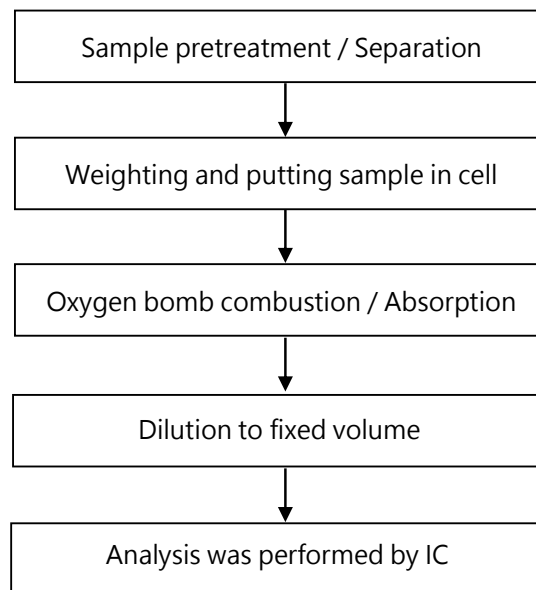 Sample pretreatment / Separation
Weighting and putting sample in cell
Oxygen bomb combustion / Absorption
Dilution to fixed volume
Analysis was performed by IC